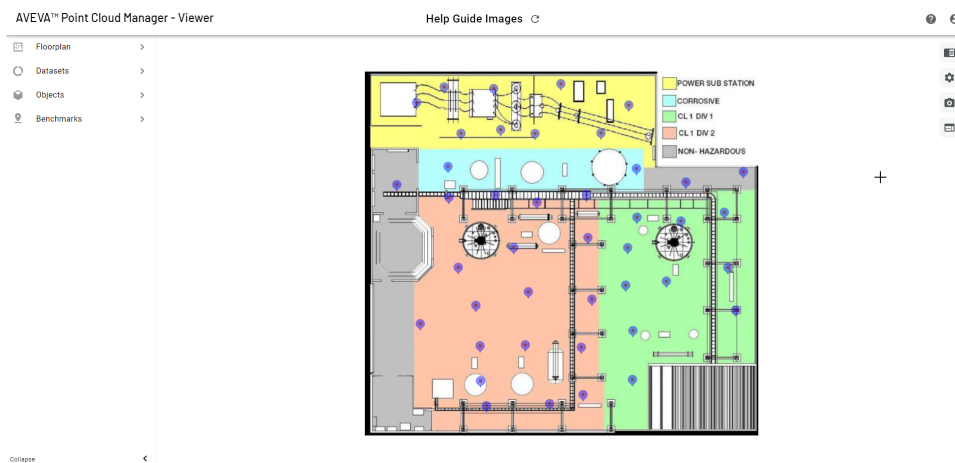 AVEVA™ Point Cloud Manager - Viewer
Help Guide Images
Floorplan
Datasets
Objects
Benchmarks
POWER SUB STATION
CORROSIVE
CL 1 DIV 1
CL 1 DIV 2
NON- HAZARDOUS
Collapse